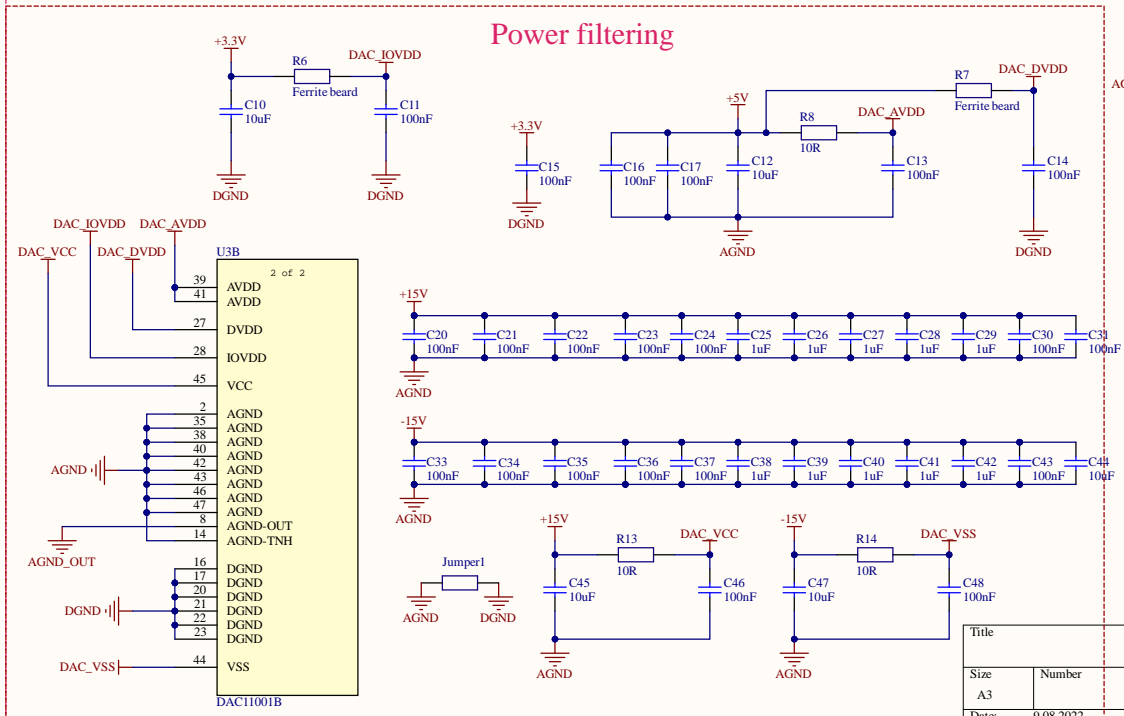 Power filtering
+3.3V
R6
Ferrite beard
DAC_IOVDD
C10
10uF
C11
100nF
DGND
DGND
+3.3V
C15
100nF
DGND
+5V
C16
100nF
C17
100nF
C12
10uF
R8
10R
DAC_AVDD
C13
100nF
AGND
R7
Ferrite beard
DAC_DVDD
C14
100nF
DGND
DAC_IOVDD
DAC_AVDD
DAC_VCC
DAC_DVDD
U3B
2 of 2
39 AVDD
41 AVDD
27 DVDD
28 IOVDD
45 VCC
2 AGND
35 AGND
38 AGND
40 AGND
AGND
42 AGND
43 AGND
46 AGND
47 AGND
8 AGND-OUT
14 AGND-TNH
AGND_OUT
16 DGND
17 DGND
20 DGND
DGND
21 DGND
22 DGND
23 DGND
DAC_VSS
44 VSS
DAC11001B
+15V
C20
100nF
C21
100nF
C22
100nF
C23
100nF
C24
100nF
C25
1uF
C26
1uF
C27
1uF
C28
1uF
C29
1uF
C30
100nF
C31
100nF
AGND
-15V
C33
100nF
C34
100nF
C35
100nF
C36
100nF
C37
100nF
C38
1uF
C39
1uF
C40
1uF
C41
1uF
C42
1uF
C43
100nF
C44
10uF
AGND
Jumper1
AGND
DGND
+15V
R13
10R
DAC_VCC
C45
10uF
C46
100nF
AGND
-15V
R14
10R
DAC_VSS
C47
10uF
C48
100nF
AGND
Title
Size
Number
A3
Date:
9.08.2022